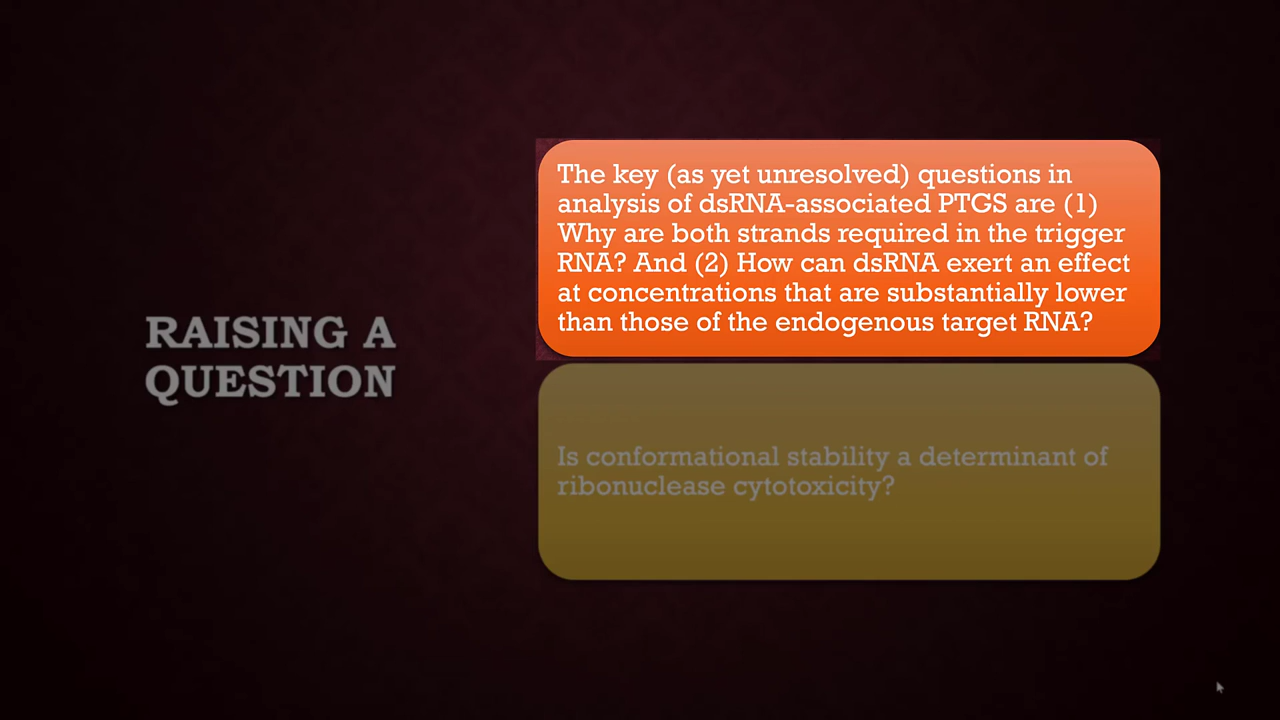 RAISING A
QUESTION
The key (as yet unresolved) questions in
analysis of dsRNA-associated PTGS are (1)
Why are both strands required in the trigger
RNA? And (2) How can dsRNA exert an effect
at concentrations that are substantially lower
than those of the endogenous target RNA?
Is conformational stability a determinant of
ribonuclease cytotoxicity?